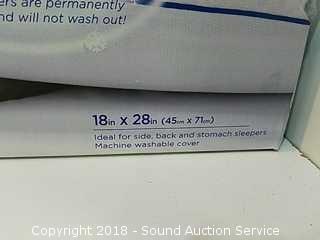 ers are permanently
nd will not wash out!
18in x 28in (45cm x 71cm)
Ideal for side, back and stomach sleepers
Machine washable cover
Copyright 2018 - Sound Auction Service